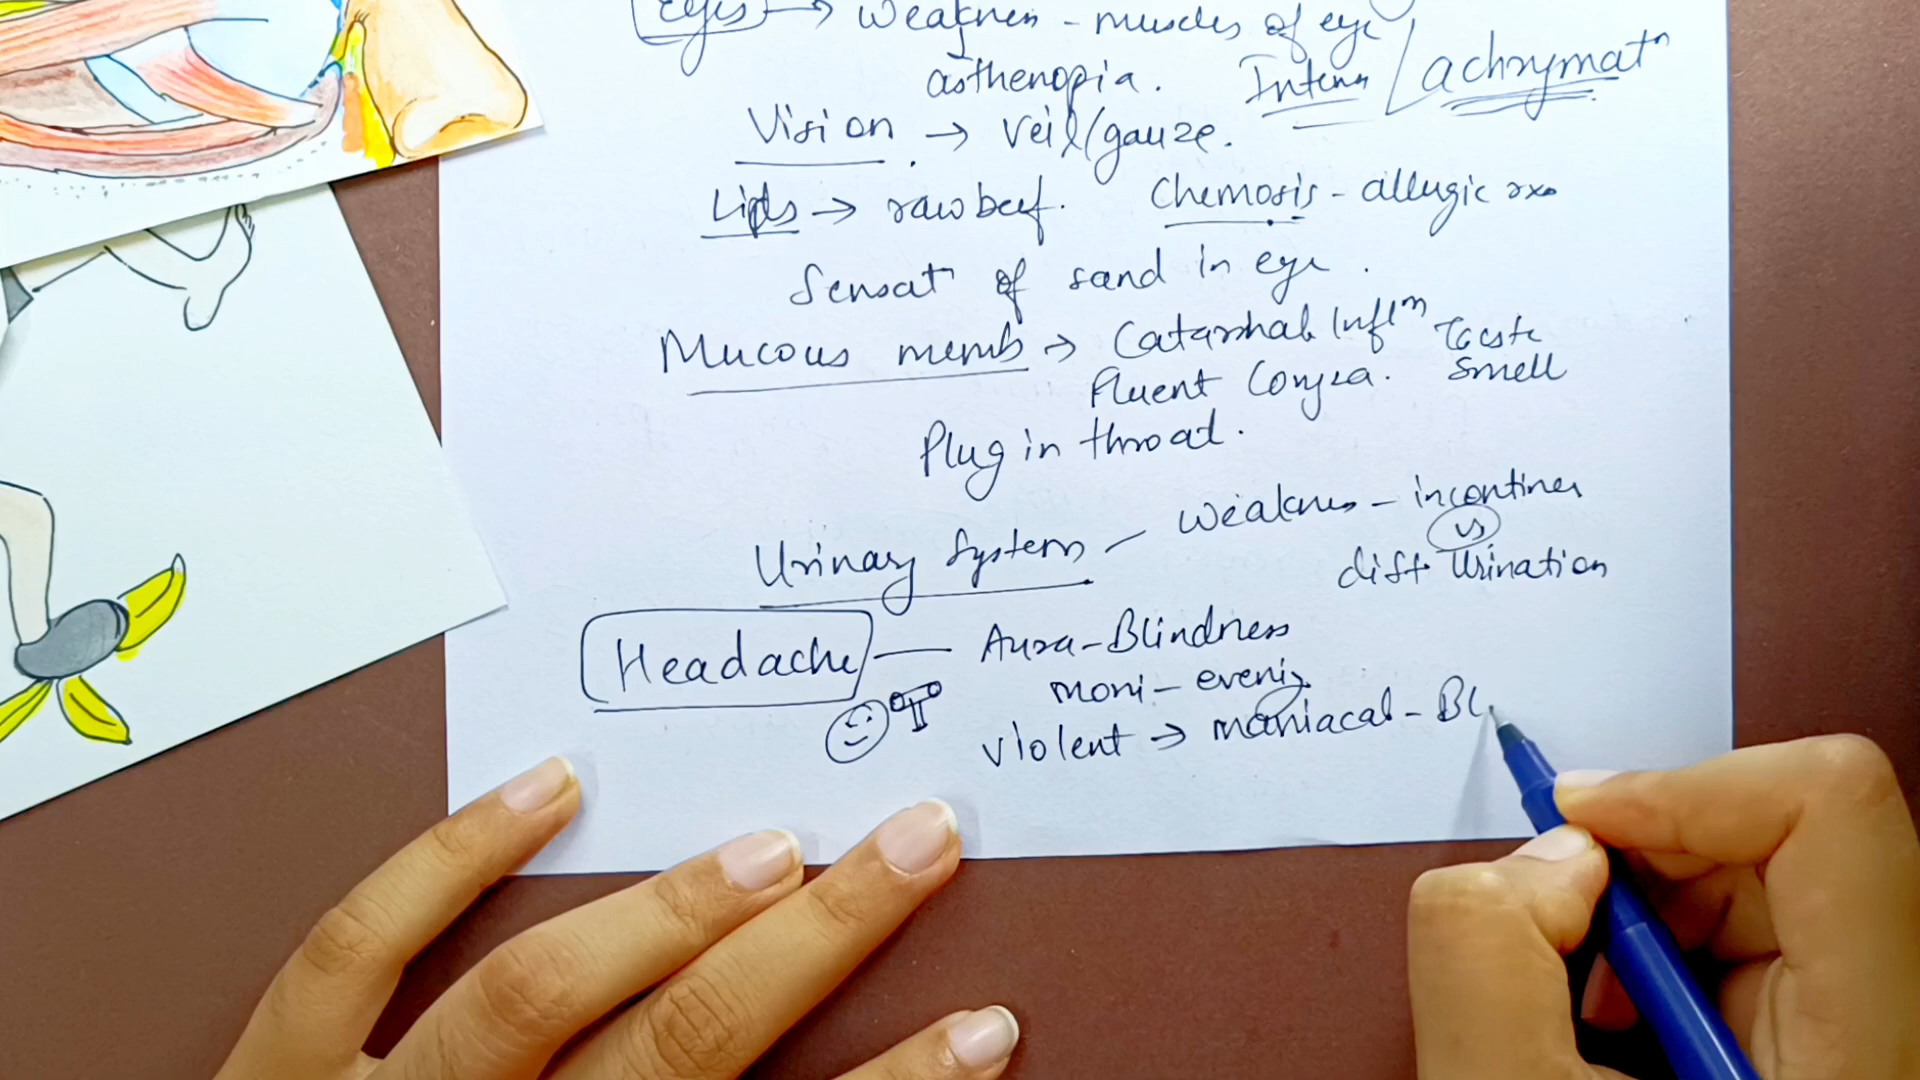 Eyes → Weakness - muscles of eye
asthenopia. Intens Lachrymatn
Vision → Veil/gauze.
Lids → raw beef. Chemosis - allergic rxn
Sensatn of sand in eye.
Mucous memb → Catarrhal Inflm Taste
Fluent Coryza. Smell
Plug in throat.
Urinary System - Weakness - incontinen
vs
diff. Urination
Headache — Aura - Blindness
morni - evenig
violent → maniacal - Bl